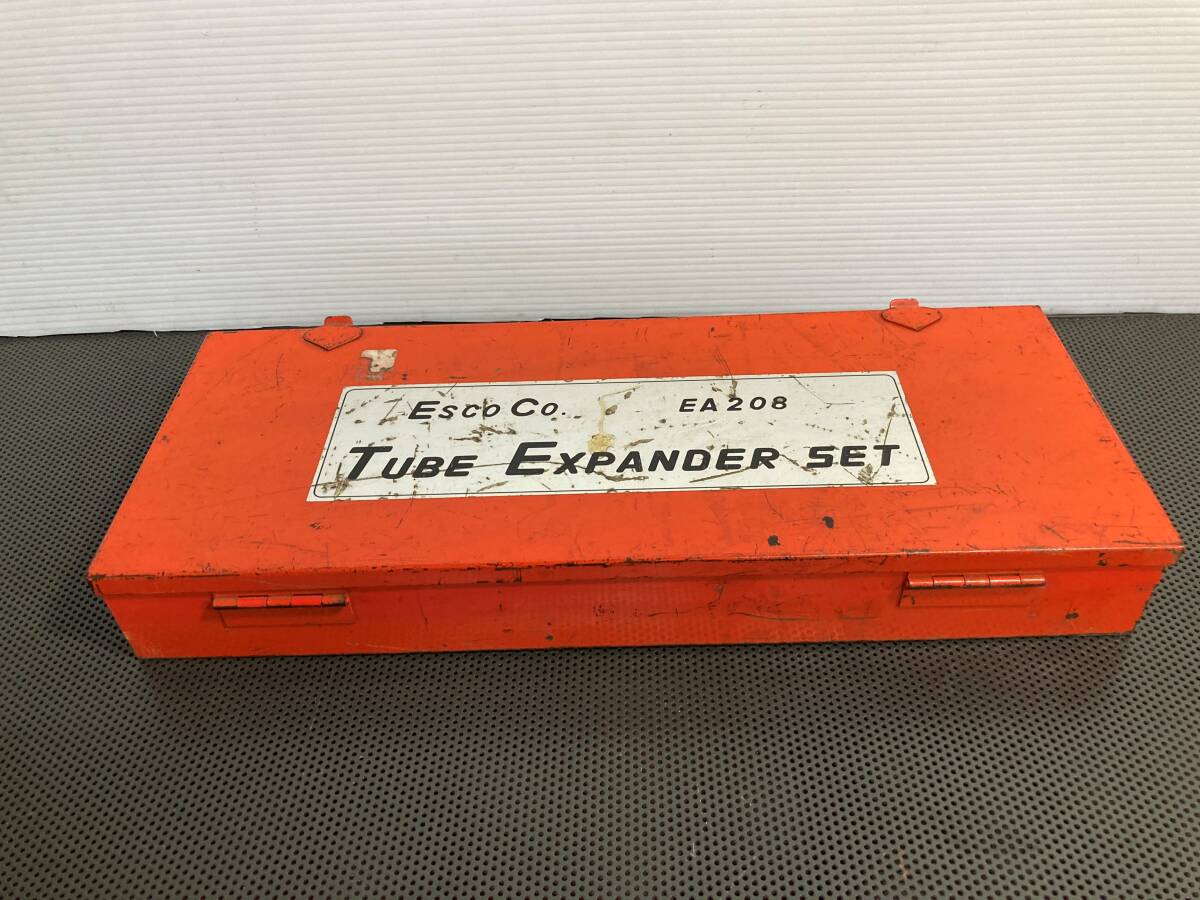 ESCO CO. EA208
TUBE EXPANDER SET